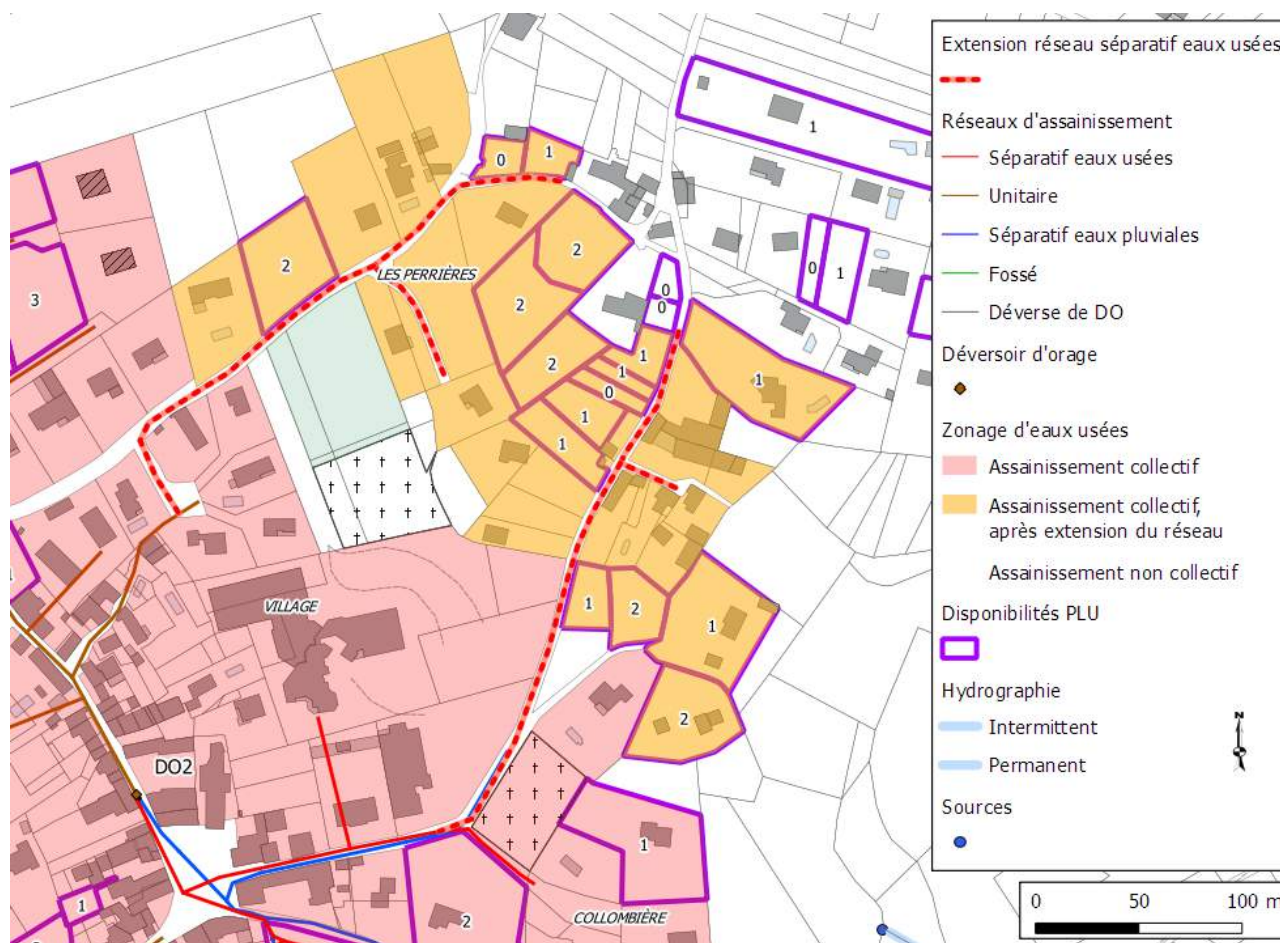 Extension réseau séparatif eaux usées
Réseaux d'assainissement
Séparatif eaux usées
Unitaire
Séparatif eaux pluviales
Fossé
Déverse de DO
Déversoir d'orage
Zonage d'eaux usées
Assainissement collectif
Assainissement collectif,
après extension du réseau
Assainissement non collectif
Disponibilités PLU
Hydrographie
Intermittent
Permanent
N
Sources
0 50 100 m
1
0 1
2
2
LES PERRIÈRES
3
0
0
0 1
2
2
1
1
0
1
1
1
1 2
1
VILLAGE
2
DO2
1
1
2
COLLOMBIÈRE